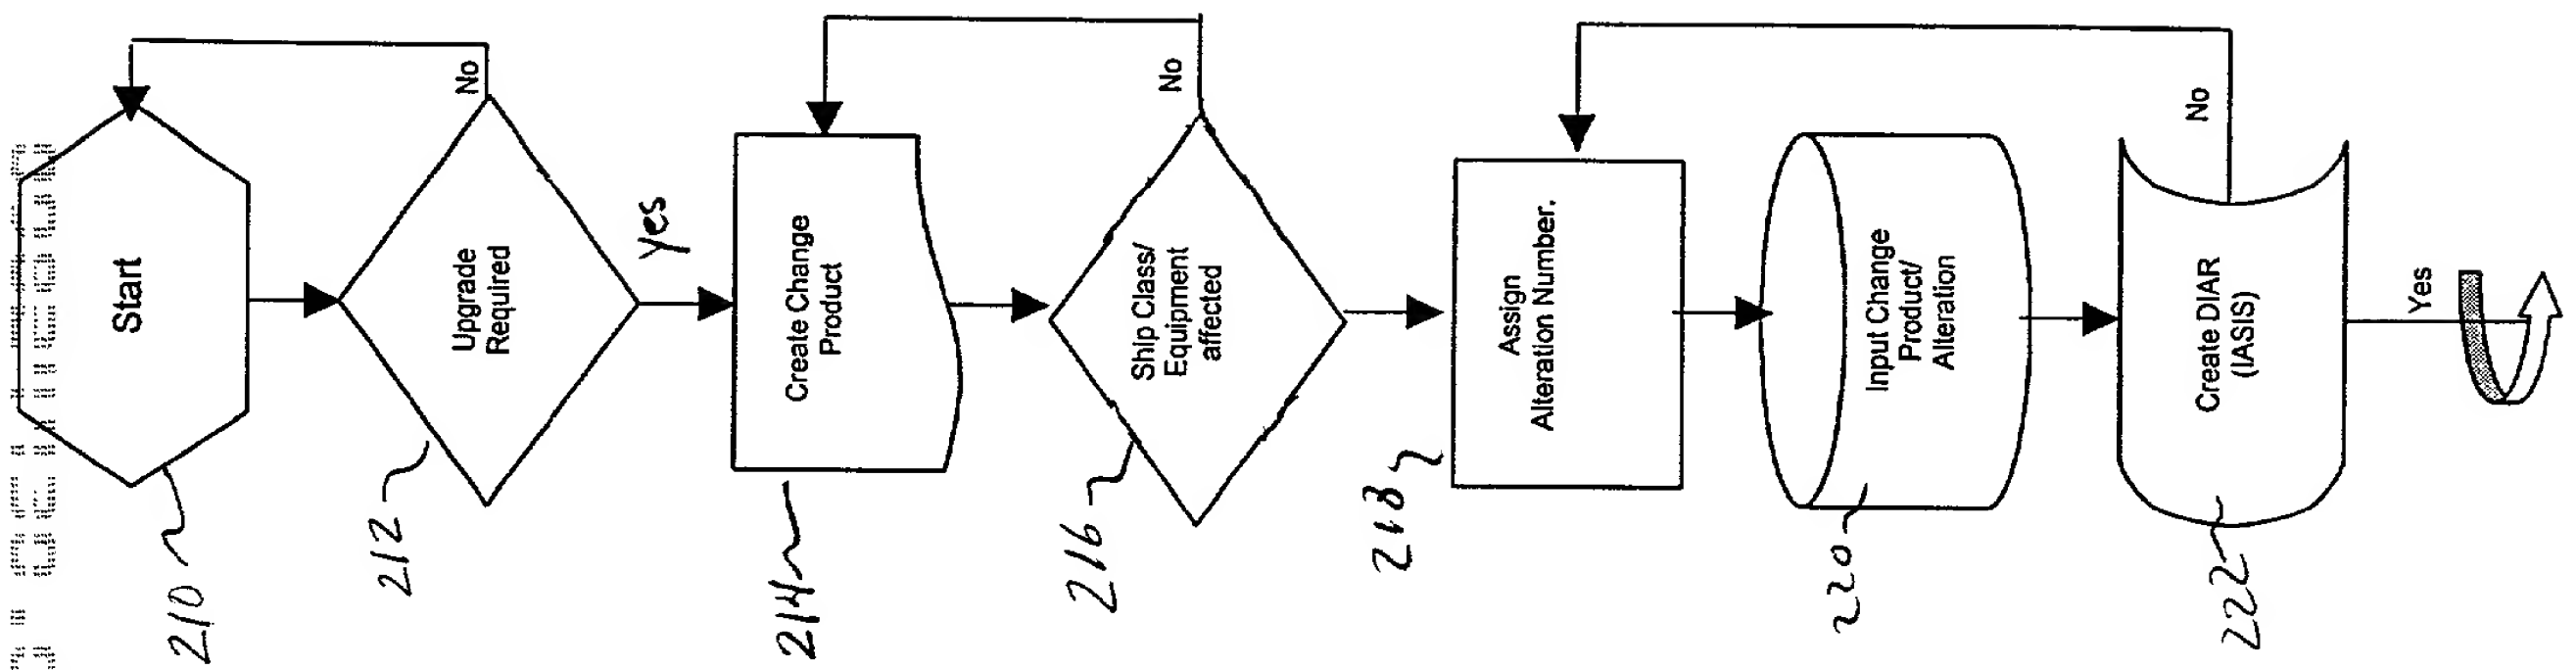 Start
210
No
Upgrade
Required
212
Yes
Create Change
Product
214
No
Ship Class/
Equipment
affected
216
Assign
Alteration Number.
218
Input Change
Product/
Alteration
220
No
Create DIAR
(IASIS)
222
Yes